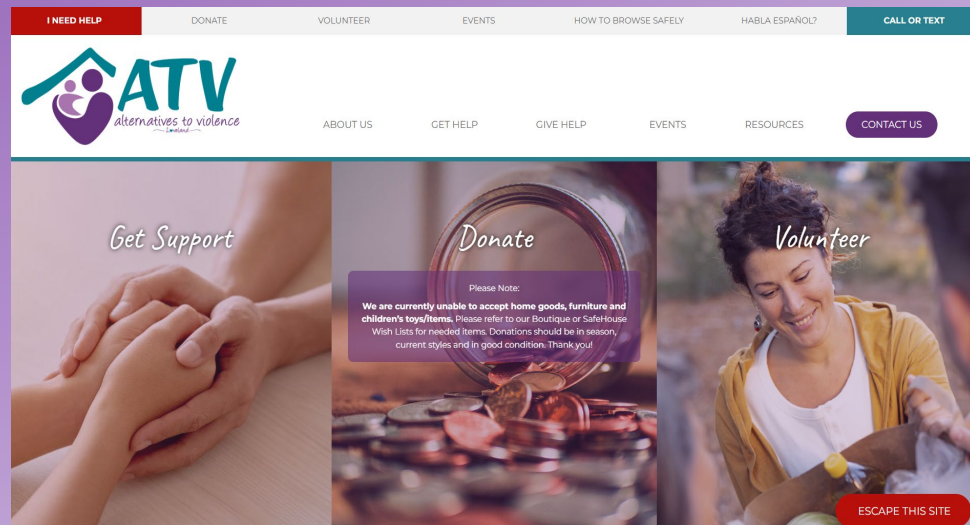 I NEED HELP
DONATE
VOLUNTEER
EVENTS
HOW TO BROWSE SAFELY
HABLA ESPAÑOL?
CALL OR TEXT
ATV
alternatives to violence
Loveland
ABOUT US
GET HELP
GIVE HELP
EVENTS
RESOURCES
CONTACT US
Get Support
Donate
Please Note:
We are currently unable to accept home goods, furniture and
children's toys/items. Please refer to our Boutique or SafeHouse
Wish Lists for needed items. Donations should be in season,
current styles and in good condition. Thank you!
Volunteer
ESCAPE THIS SITE